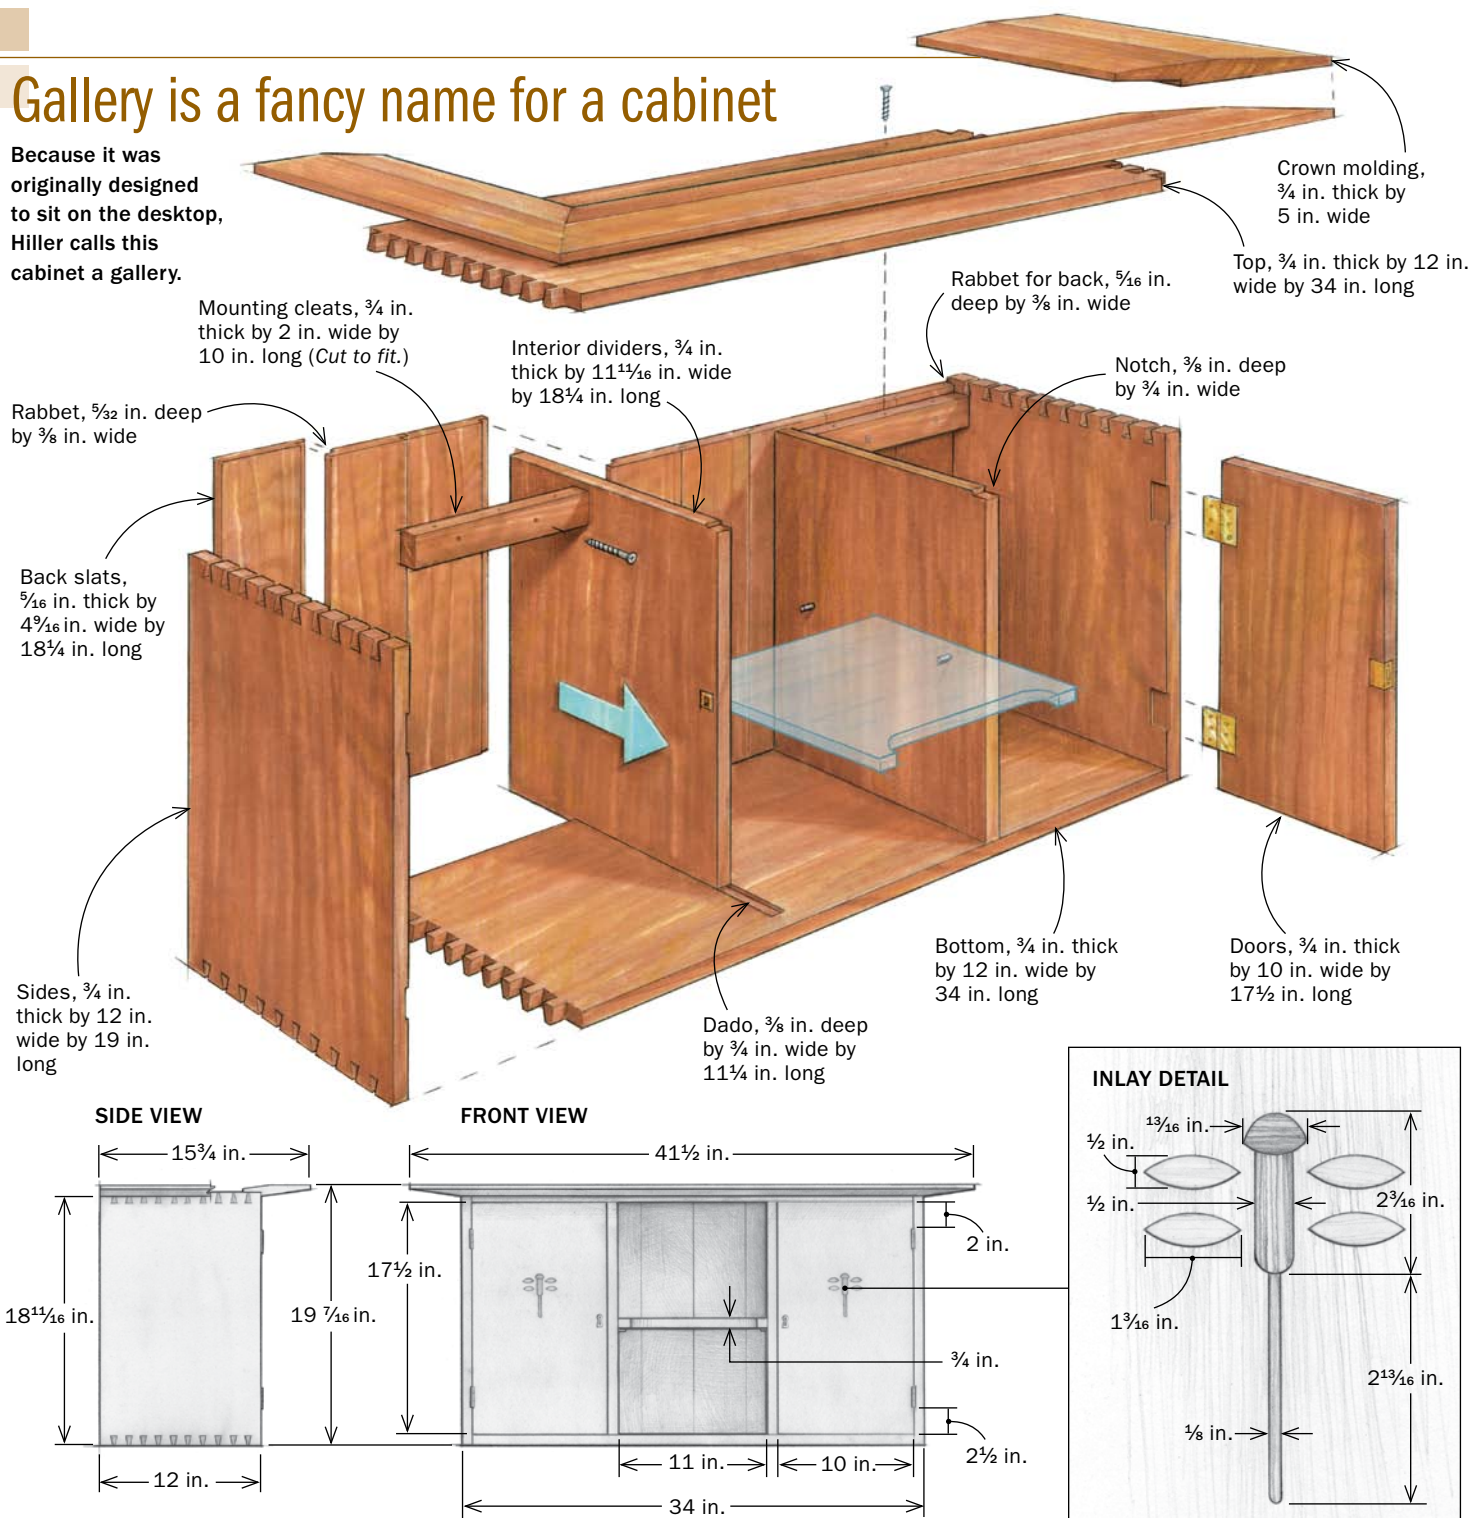 Gallery is a fancy name for a cabinet
Because it was
originally designed
to sit on the desktop,
Hiller calls this
cabinet a gallery.
Crown molding,
¾ in. thick by
5 in. wide
Top, ¾ in. thick by 12 in.
wide by 34 in. long
Rabbet for back, 5⁄16 in.
deep by ⅜ in. wide
Mounting cleats, ¾ in.
thick by 2 in. wide by
10 in. long (Cut to fit.)
Interior dividers, ¾ in.
thick by 11 11⁄16 in. wide
by 18¼ in. long
Notch, ⅜ in. deep
by ¾ in. wide
Rabbet, 5⁄32 in. deep
by ⅜ in. wide
Back slats,
5⁄16 in. thick by
4 9⁄16 in. wide by
18¼ in. long
Sides, ¾ in.
thick by 12 in.
wide by 19 in.
long
Dado, ⅜ in. deep
by ¾ in. wide by
11¼ in. long
Bottom, ¾ in. thick
by 12 in. wide by
34 in. long
Doors, ¾ in. thick
by 10 in. wide by
17½ in. long
SIDE VIEW
15¾ in.
18 11⁄16 in.
19 7⁄16 in.
12 in.
FRONT VIEW
41½ in.
17½ in.
2 in.
¾ in.
2½ in.
11 in.
10 in.
34 in.
INLAY DETAIL
13⁄16 in.
½ in.
½ in.
2 3⁄16 in.
1 3⁄16 in.
2 13⁄16 in.
⅛ in.